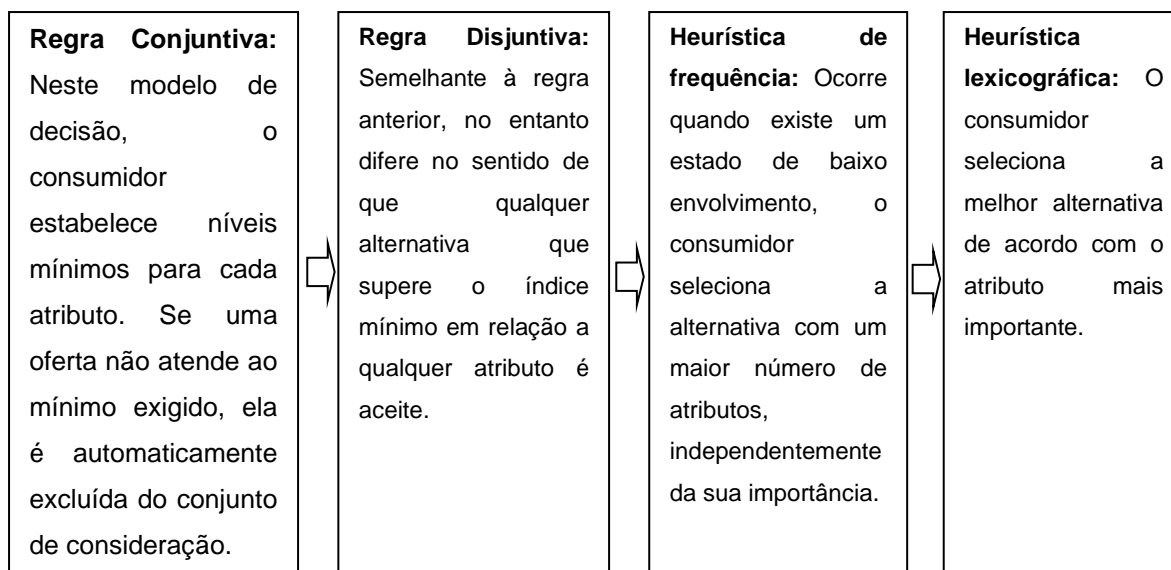 Regra Conjuntiva:
Neste modelo de
decisão, o
consumidor
estabelece níveis
mínimos para cada
atributo. Se uma
oferta não atende ao
mínimo exigido, ela
é automaticamente
excluída do conjunto
de consideração.
Regra Disjuntiva:
Semelhante à regra
anterior, no entanto
difere no sentido de
que qualquer
alternativa que
supere o índice
mínimo em relação a
qualquer atributo é
aceite.
Heurística de
frequência: Ocorre
quando existe um
estado de baixo
envolvimento, o
consumidor
seleciona a
alternativa com um
maior número de
atributos,
independentemente
da sua importância.
Heurística
lexicográfica: O
consumidor
seleciona a
melhor alternativa
de acordo com o
atributo mais
importante.